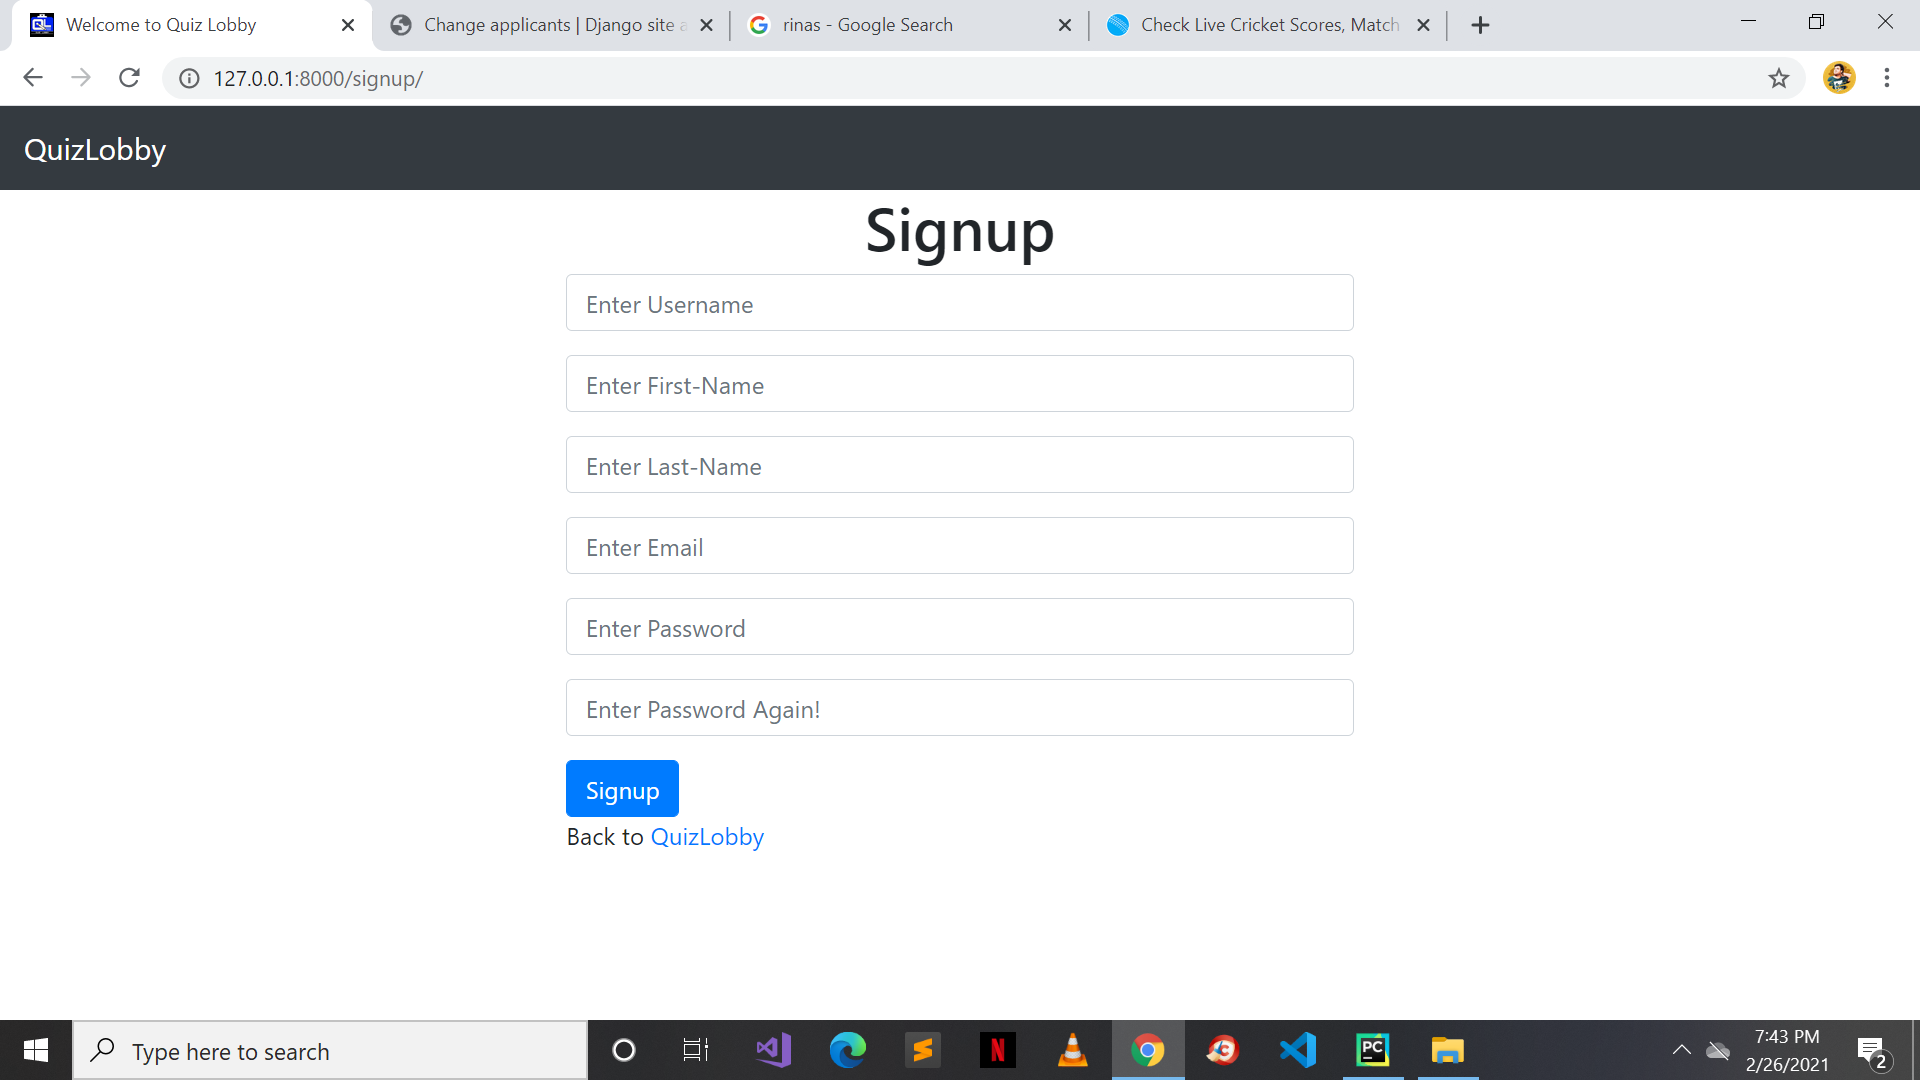 Welcome to Quiz Lobby
Change applicants | Django site a
rinas - Google Search
Check Live Cricket Scores, Match
127.0.0.1:8000/signup/
QuizLobby
Signup
Enter Username
Enter First-Name
Enter Last-Name
Enter Email
Enter Password
Enter Password Again!
Signup
Back to QuizLobby
Type here to search
7:43 PM
2/26/2021
2
QL
N
PC